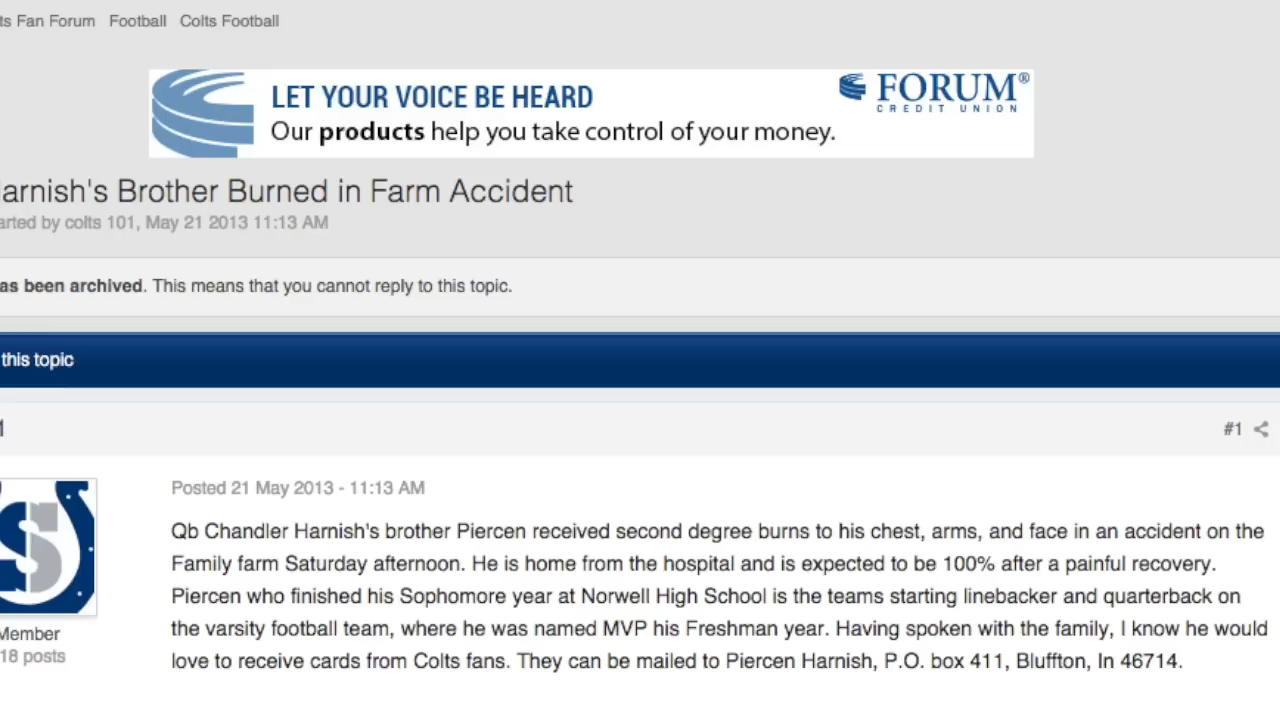 ts Fan Forum Football Colts Football
LET YOUR VOICE BE HEARD
Our products help you take control of your money.
FORUM®
CREDIT UNION
arnish's Brother Burned in Farm Accident
arted by colts 101, May 21 2013 11:13 AM
as been archived. This means that you cannot reply to this topic.
this topic
1
#1
Posted 21 May 2013 - 11:13 AM
Qb Chandler Harnish's brother Piercen received second degree burns to his chest, arms, and face in an accident on the
Family farm Saturday afternoon. He is home from the hospital and is expected to be 100% after a painful recovery.
Piercen who finished his Sophomore year at Norwell High School is the teams starting linebacker and quarterback on
the varsity football team, where he was named MVP his Freshman year. Having spoken with the family, I know he would
love to receive cards from Colts fans. They can be mailed to Piercen Harnish, P.O. box 411, Bluffton, In 46714.
Member
18 posts